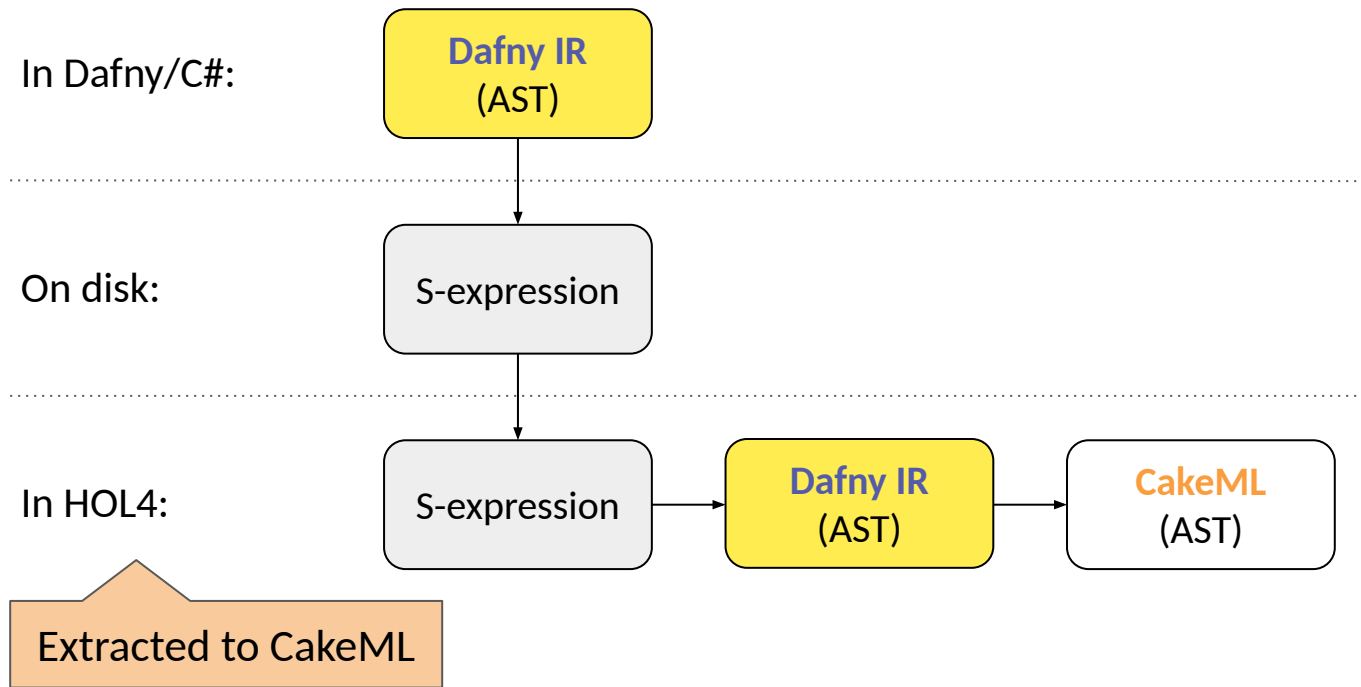 In Dafny/C#:
Dafny IR
(AST)
On disk:
S-expression
In HOL4:
S-expression
Dafny IR
(AST)
CakeML
(AST)
Extracted to CakeML